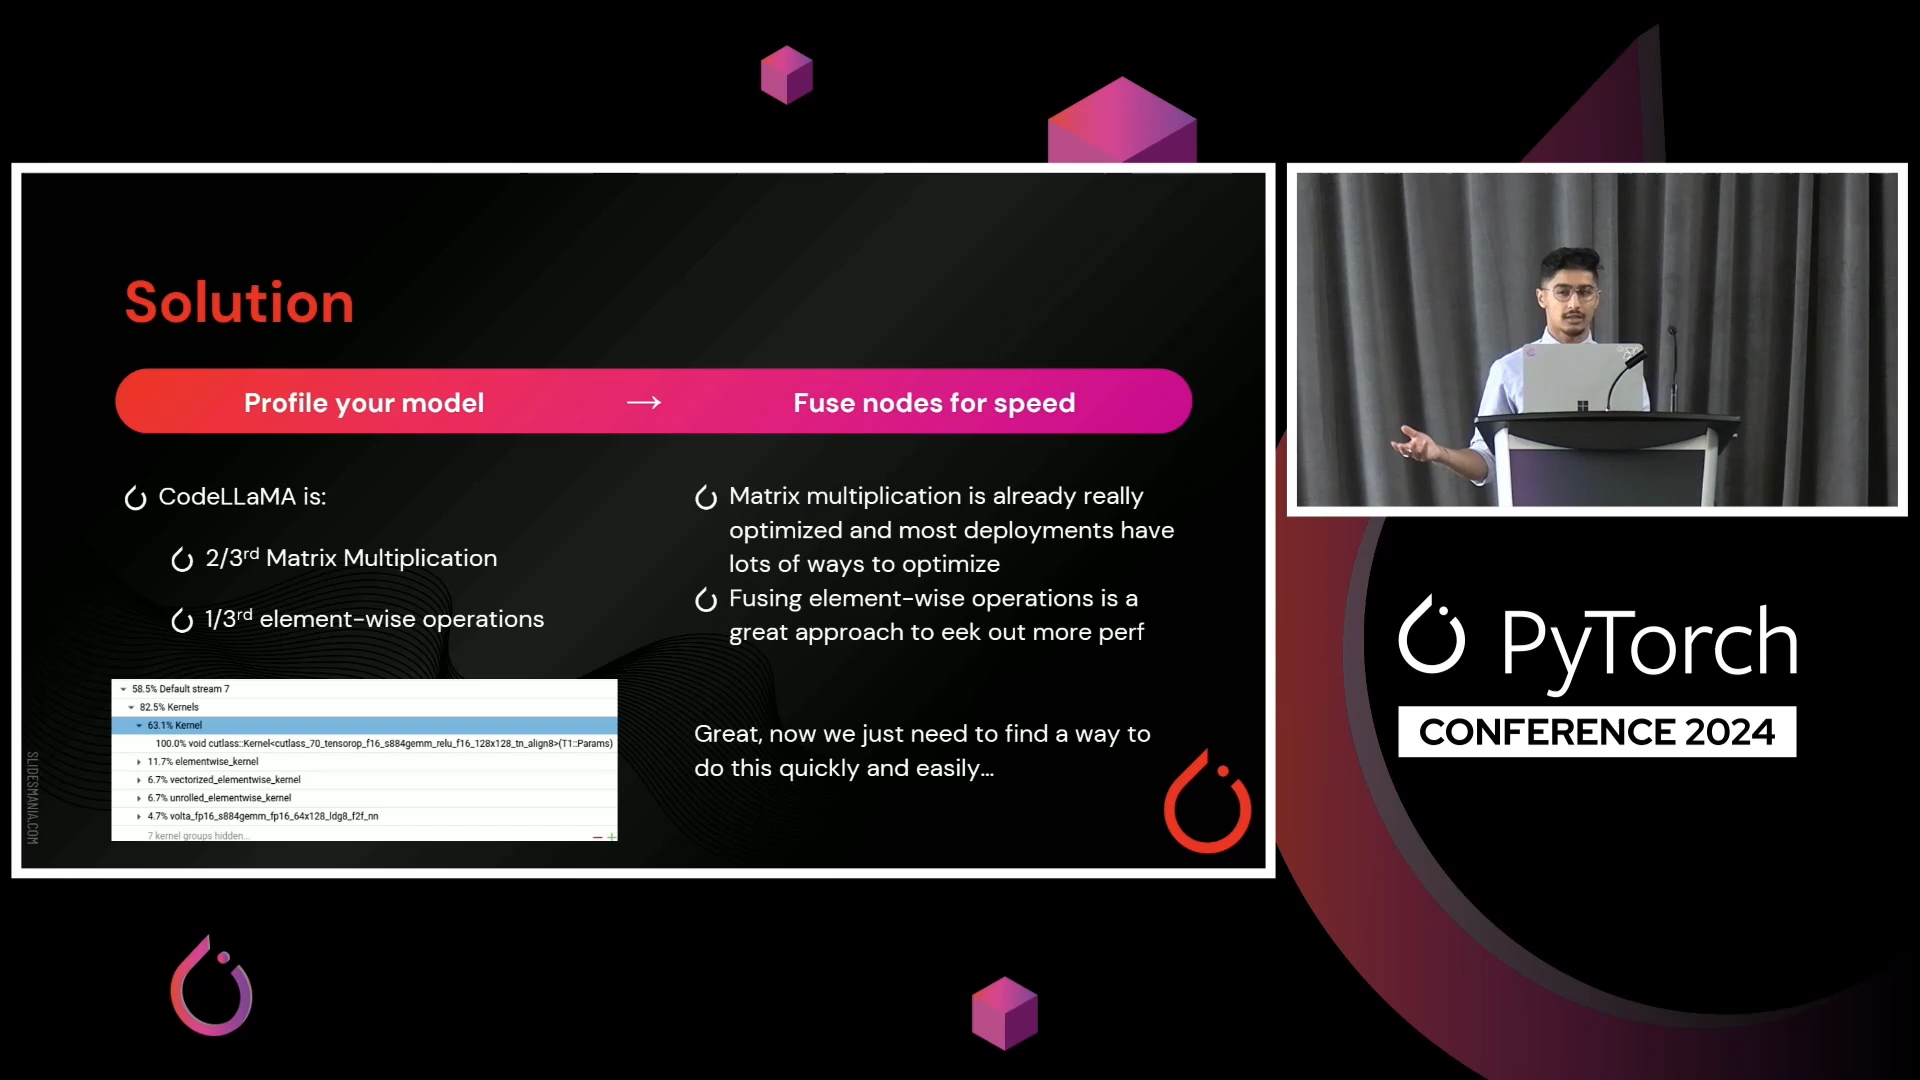 Solution
Profile your model → Fuse nodes for speed
CodeLLaMA is:
2/3rd Matrix Multiplication
1/3rd element-wise operations
58.5% Default stream 7
82.5% Kernels
63.1% Kernel
100.0% void cutlass::Kernel<cutlass_70_tensorop_f16_s884gemm_relu_f16_128x128_tn_align8>(T1::Params)
11.7% elementwise_kernel
6.7% vectorized_elementwise_kernel
6.7% unrolled_elementwise_kernel
4.7% volta_fp16_s884gemm_fp16_64x128_ldg8_f2f_nn
7 kernel groups hidden...
Matrix multiplication is already really
optimized and most deployments have
lots of ways to optimize
Fusing element-wise operations is a
great approach to eek out more perf
Great, now we just need to find a way to
do this quickly and easily...
SLIDESMANIA.COM
PyTorch
CONFERENCE 2024